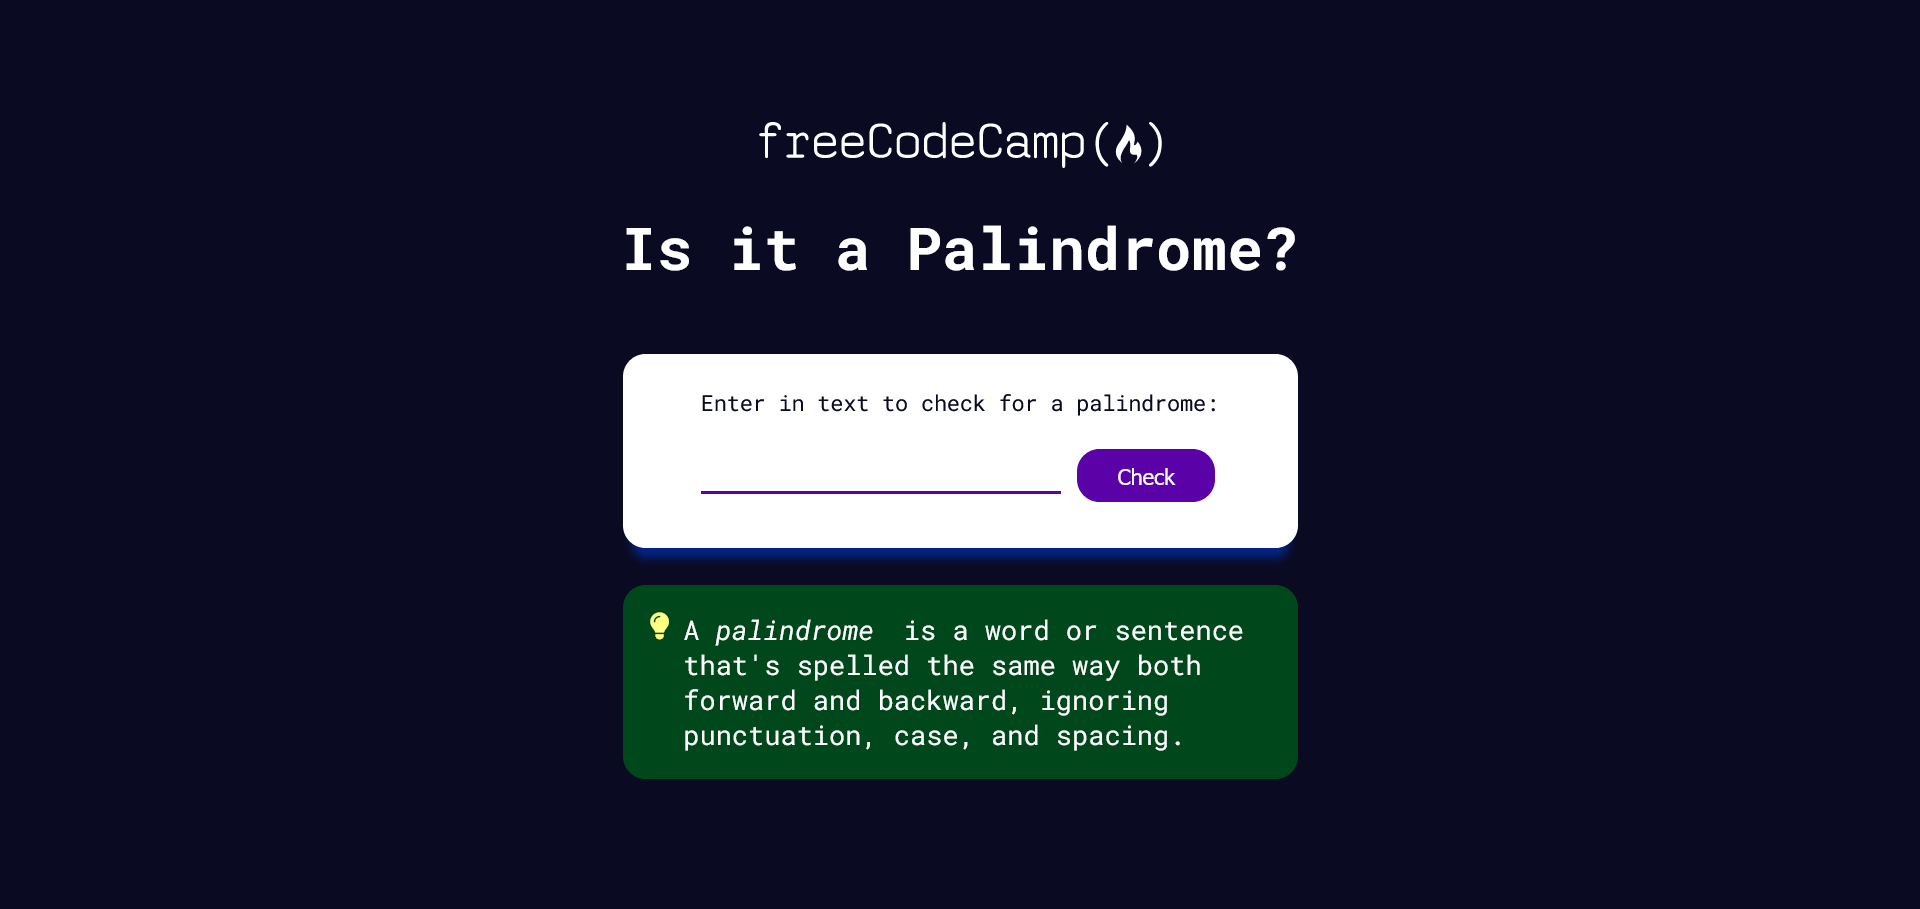 freeCodeCamp
Is it a Palindrome?
Enter in text to check for a palindrome:
Check
A palindrome is a word or sentence
that's spelled the same way both
forward and backward, ignoring
punctuation, case, and spacing.